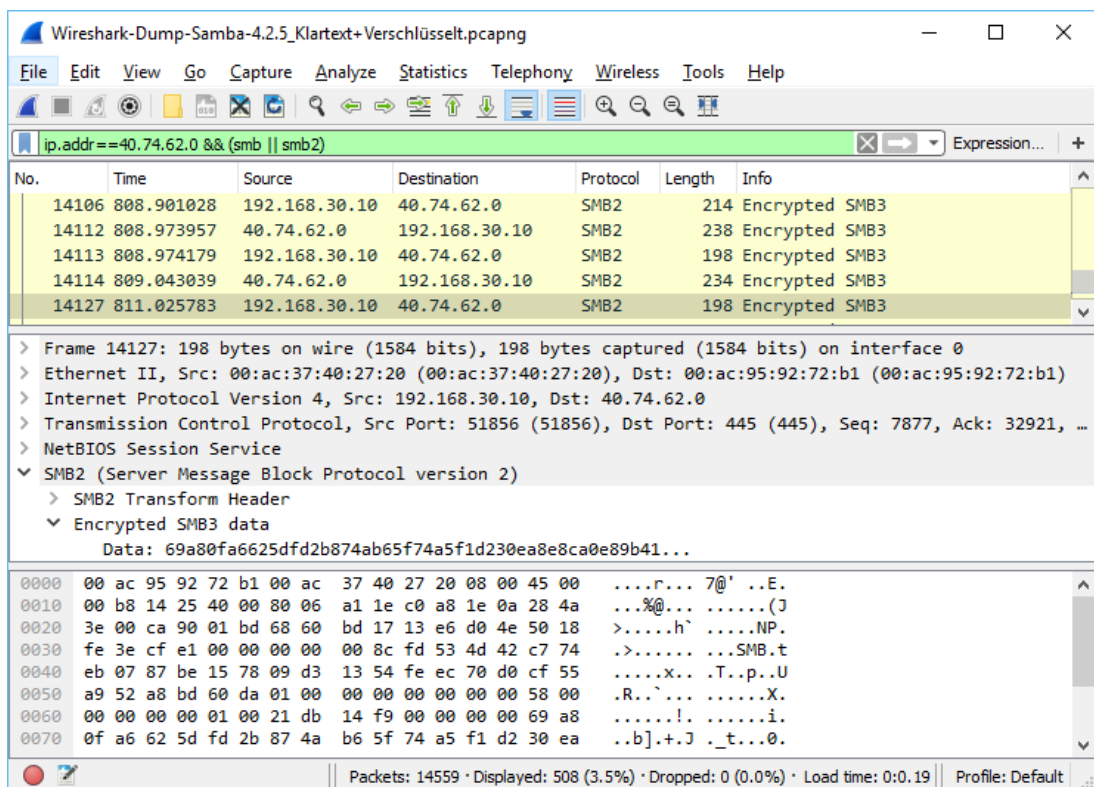 Wireshark-Dump-Samba-4.2.5_Klartext+Verschlüsselt.pcapng
File Edit View Go Capture Analyze Statistics Telephony Wireless Tools Help
ip.addr==40.74.62.0 && (smb || smb2) Expression... +
No. Time Source Destination Protocol Length Info
14106 808.901028 192.168.30.10 40.74.62.0 SMB2 214 Encrypted SMB3
14112 808.973957 40.74.62.0 192.168.30.10 SMB2 238 Encrypted SMB3
14113 808.974179 192.168.30.10 40.74.62.0 SMB2 198 Encrypted SMB3
14114 809.043039 40.74.62.0 192.168.30.10 SMB2 234 Encrypted SMB3
14127 811.025783 192.168.30.10 40.74.62.0 SMB2 198 Encrypted SMB3
> Frame 14127: 198 bytes on wire (1584 bits), 198 bytes captured (1584 bits) on interface 0
> Ethernet II, Src: 00:ac:37:40:27:20 (00:ac:37:40:27:20), Dst: 00:ac:95:92:72:b1 (00:ac:95:92:72:b1)
> Internet Protocol Version 4, Src: 192.168.30.10, Dst: 40.74.62.0
> Transmission Control Protocol, Src Port: 51856 (51856), Dst Port: 445 (445), Seq: 7877, Ack: 32921, …
> NetBIOS Session Service
SMB2 (Server Message Block Protocol version 2)
> SMB2 Transform Header
Encrypted SMB3 data
Data: 69a80fa6625dfd2b874ab65f74a5f1d230ea8e8ca0e89b41...
0000 00 ac 95 92 72 b1 00 ac 37 40 27 20 08 00 45 00 ....r... 7@' ..E.
0010 00 b8 14 25 40 00 80 06 a1 1e c0 a8 1e 0a 28 4a ...%@... ......(J
0020 3e 00 ca 90 01 bd 68 60 bd 17 13 e6 d0 4e 50 18 >.....h` .....NP.
0030 fe 3e cf e1 00 00 00 00 00 8c fd 53 4d 42 c7 74 .>...... ...SMB.t
0040 eb 07 87 be 15 78 09 d3 13 54 fe ec 70 d0 cf 55 .....x.. .T..p..U
0050 a9 52 a8 bd 60 da 01 00 00 00 00 00 00 00 58 00 .R..`... ......X.
0060 00 00 00 00 01 00 21 db 14 f9 00 00 00 00 69 a8 ......!. ......i.
0070 0f a6 62 5d fd 2b 87 4a b6 5f 74 a5 f1 d2 30 ea ..b].+.J ._t...0.
Packets: 14559 · Displayed: 508 (3.5%) · Dropped: 0 (0.0%) · Load time: 0:0.19 Profile: Default